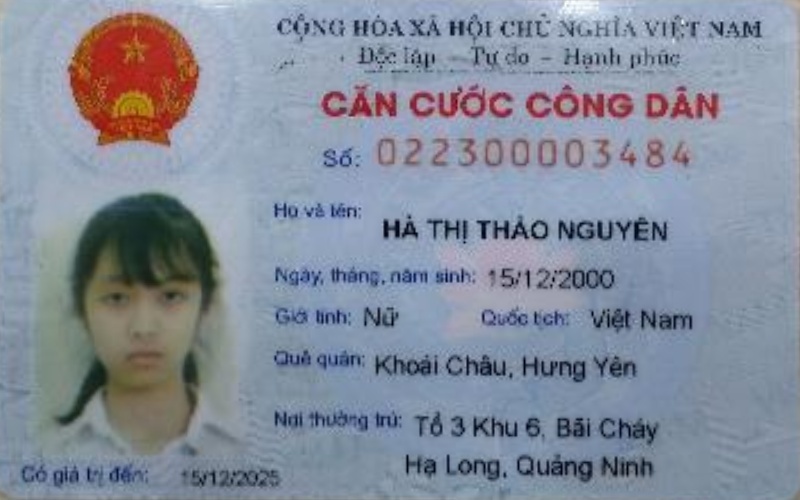 CỘNG HÒA XÃ HỘI CHỦ NGHĨA VIỆT NAM
Độc lập – Tự do – Hạnh phúc
CĂN CƯỚC CÔNG DÂN
Số: 022300003484
Họ và tên: HÀ THỊ THẢO NGUYÊN
Ngày, tháng, năm sinh: 15/12/2000
Giới tính: Nữ Quốc tịch: Việt Nam
Quê quán: Khoái Châu, Hưng Yên
Nơi thường trú: Tổ 3 Khu 6, Bãi Cháy
Hạ Long, Quảng Ninh
Có giá trị đến: 15/12/2025